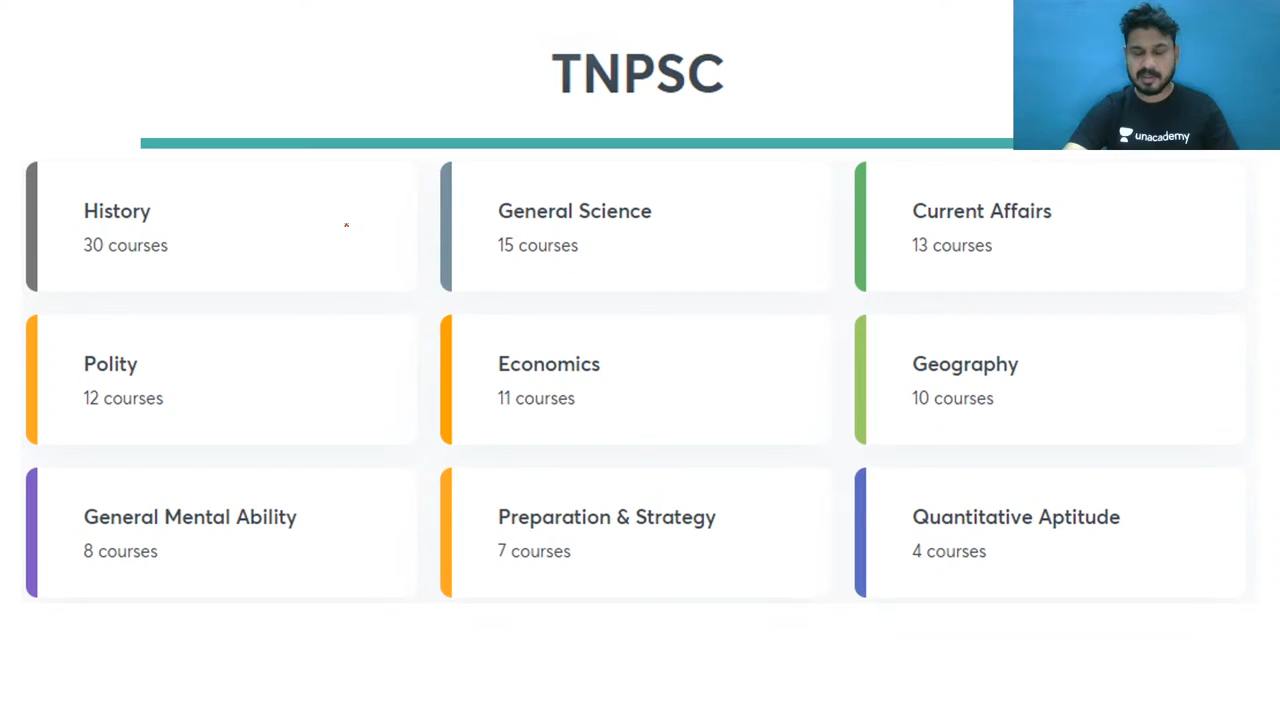 TNPSC
unacademy
History
30 courses
General Science
15 courses
Current Affairs
13 courses
Polity
12 courses
Economics
11 courses
Geography
10 courses
General Mental Ability
8 courses
Preparation & Strategy
7 courses
Quantitative Aptitude
4 courses